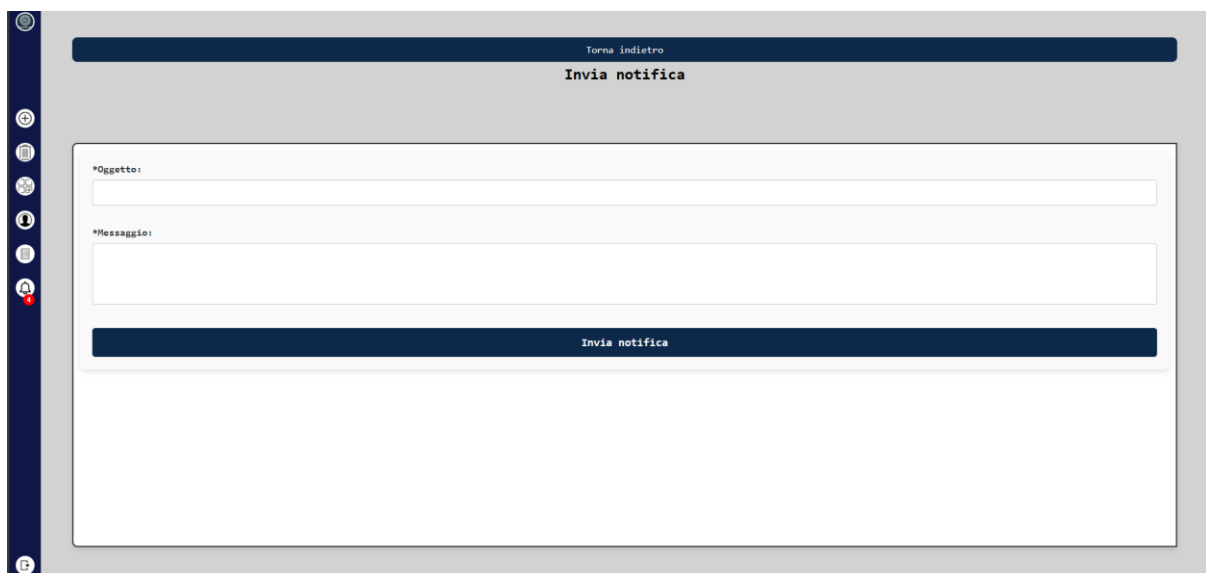 Torna indietro
Invia notifica
*Oggetto:
*Messaggio:
4
Invia notifica